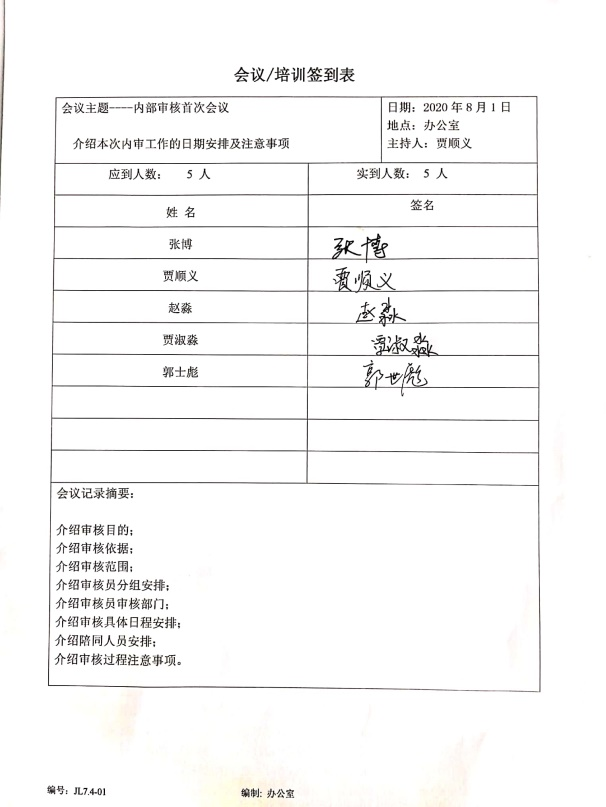 会议/培训签到表
会议主题----内部审核首次会议
介绍本次内审工作的日期安排及注意事项
日期：2020 年 8 月 1 日
地点：办公室
主持人：贾顺义
应到人数： 5 人
实到人数：5 人
姓 名
签名
张博
张博
贾顺义
贾顺义
赵淼
赵淼
贾淑淼
贾淑淼
郭士彪
郭世彪
会议记录摘要：
介绍审核目的；
介绍审核依据；
介绍审核范围；
介绍审核员分组安排；
介绍审核员审核部门；
介绍审核具体日程安排；
介绍陪同人员安排；
介绍审核过程注意事项。
编号：JL7.4-01
编制: 办公室